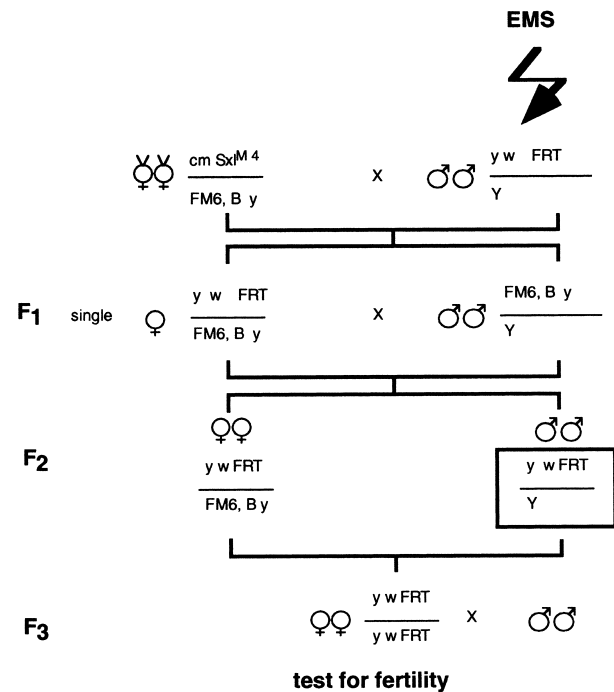 EMS
cm Sxl^M 4
y w FRT
FM6, B y
X
Y
F1 single
y w FRT
FM6, B y
X
FM6, B y
Y
F2
y w FRT
FM6, B y
y w FRT
Y
F3
y w FRT
y w FRT
X
test for fertility